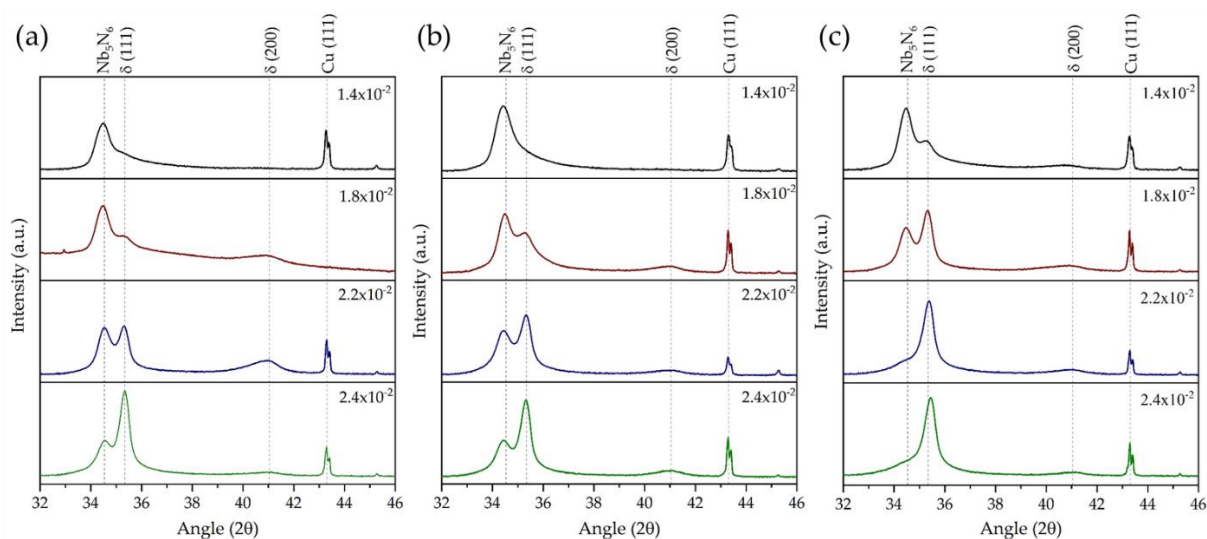 (a)
Nb₅N₆
δ (111)
δ (200)
Cu (111)
1.4x10⁻²
1.8x10⁻²
2.2x10⁻²
2.4x10⁻²
Intensity (a.u.)
32 34 36 38 40 42 44 46
Angle (2θ)
(b)
Nb₅N₆
δ (111)
δ (200)
Cu (111)
1.4x10⁻²
1.8x10⁻²
2.2x10⁻²
2.4x10⁻²
Intensity (a.u.)
32 34 36 38 40 42 44 46
Angle (2θ)
(c)
Nb₅N₆
δ (111)
δ (200)
Cu (111)
1.4x10⁻²
1.8x10⁻²
2.2x10⁻²
2.4x10⁻²
Intensity (a.u.)
32 34 36 38 40 42 44 46
Angle (2θ)